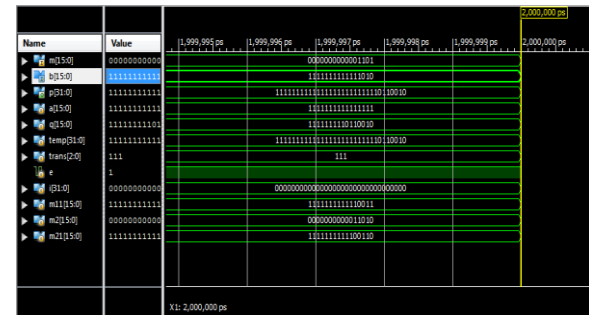 2,000,000 ps
Name Value 1,999,995 ps 1,999,996 ps 1,999,997 ps 1,999,998 ps 1,999,999 ps 2,000,000 ps
m[15:0] 00000000000 0000000000001101
b[15:0] 11111111111 1111111111111010
p[31:0] 11111111111 11111111111111111111111110110010
a[15:0] 11111111111 1111111111111111
q[15:0] 11111111101 1111111110110010
temp[31:0] 11111111111 11111111111111111111111110110010
trans[2:0] 111 111
e 1
i[31:0] 00000000000 00000000000000000000000000000000
m11[15:0] 11111111111 1111111111110011
m2[15:0] 00000000000 0000000000011010
m21[15:0] 11111111111 1111111111100110
X1: 2,000,000 ps